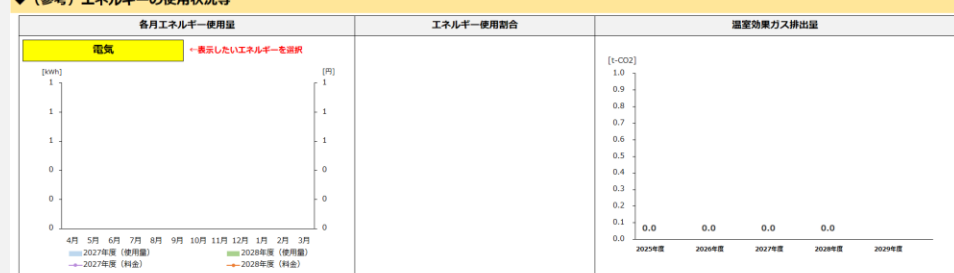 ◆（参考）エネルギーの使用状況等
各月エネルギー使用量
エネルギー使用割合
温室効果ガス排出量
電気
←表示したいエネルギーを選択
[kWh]
[円]
1
1
1
0
0
0
1
1
1
0
0
0
4月 5月 6月 7月 8月 9月 10月 11月 12月 1月 2月 3月
2027年度（使用量） 2028年度（使用量）
2027年度（料金） 2028年度（料金）
[t-CO2]
1.0
0.9
0.8
0.7
0.6
0.5
0.4
0.3
0.2
0.1
0.0
0.0 0.0 0.0 0.0
2025年度 2026年度 2027年度 2028年度 2029年度